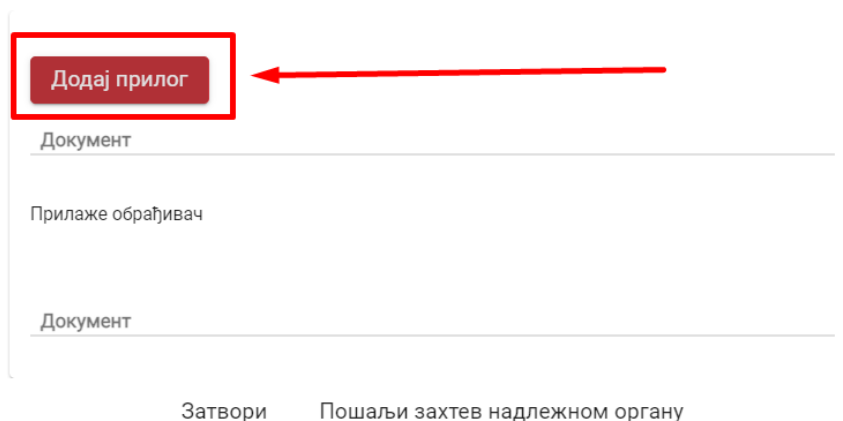 Додај прилог
Документ
Прилаже обрађивач
Документ
Затвори Пошаљи захтев надлежном органу